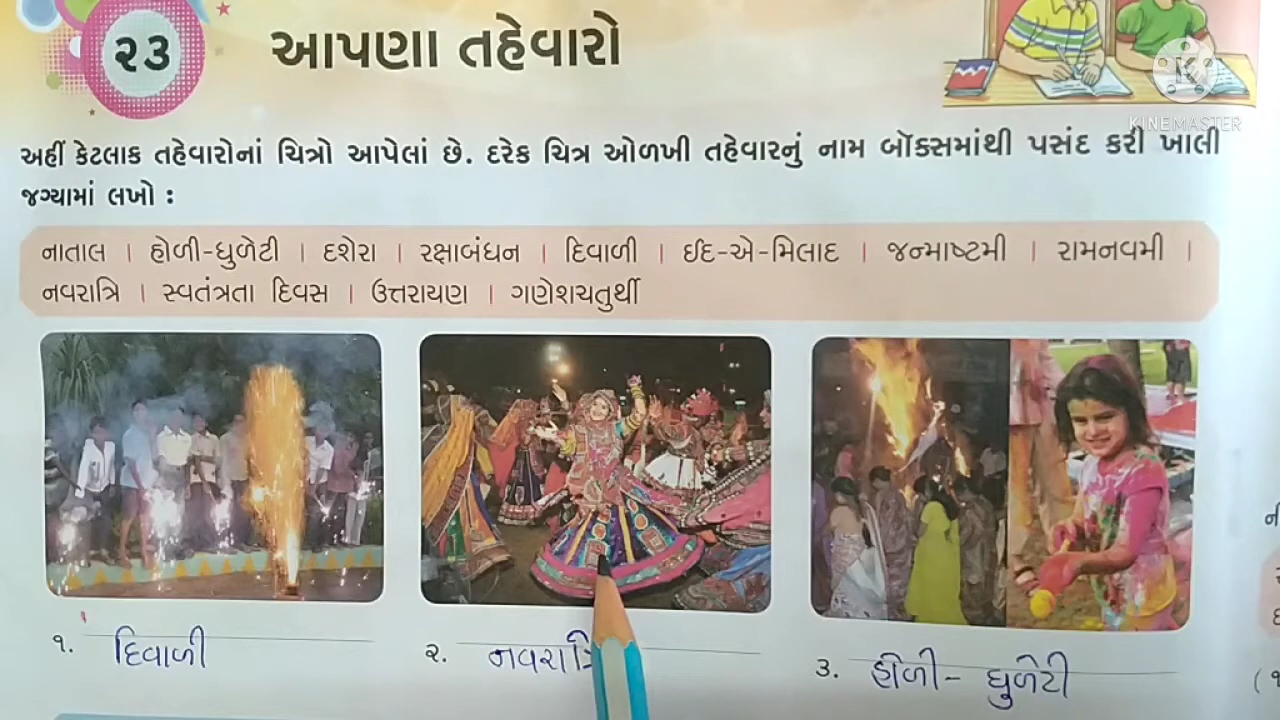 ૨૩
આપણા તહેવારો
KINEMASTER
અહીં કેટલાક તહેવારોનાં ચિત્રો આપેલાં છે. દરેક ચિત્ર ઓળખી તહેવારનું નામ બૉક્સમાંથી પસંદ કરી ખાલી
જગ્યામાં લખો :
નાતાલ | હોળી-ધુળેટી | દશેરા | રક્ષાબંધન | દિવાળી | ઈદ-એ-મિલાદ | જન્માષ્ટમી | રામનવમી |
નવરાત્રિ | સ્વતંત્રતા દિવસ | ઉત્તરાયણ | ગણેશચતુર્થી
૧. દિવાળી
૨. નવરાત્રિ
૩. હોળી- ધુળેટી